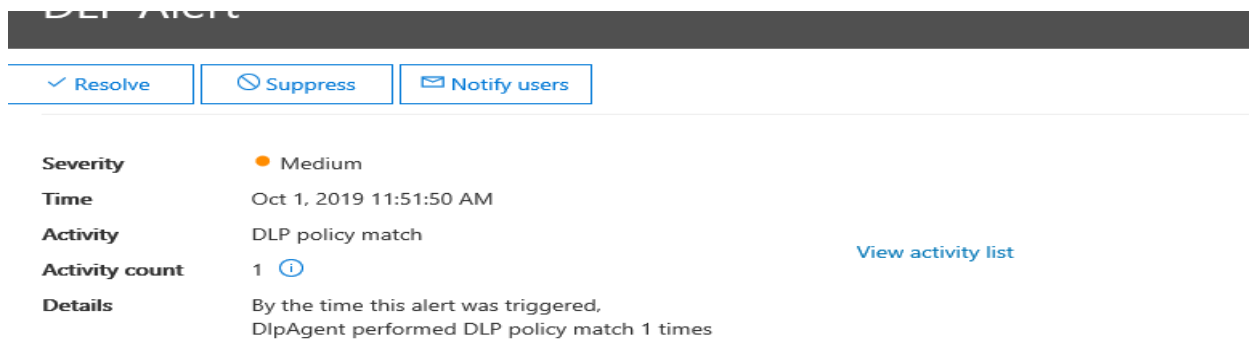 DLP Alert
Resolve Suppress Notify users
Severity Medium
Time Oct 1, 2019 11:51:50 AM
Activity DLP policy match
View activity list
Activity count 1
Details By the time this alert was triggered,
DlpAgent performed DLP policy match 1 times